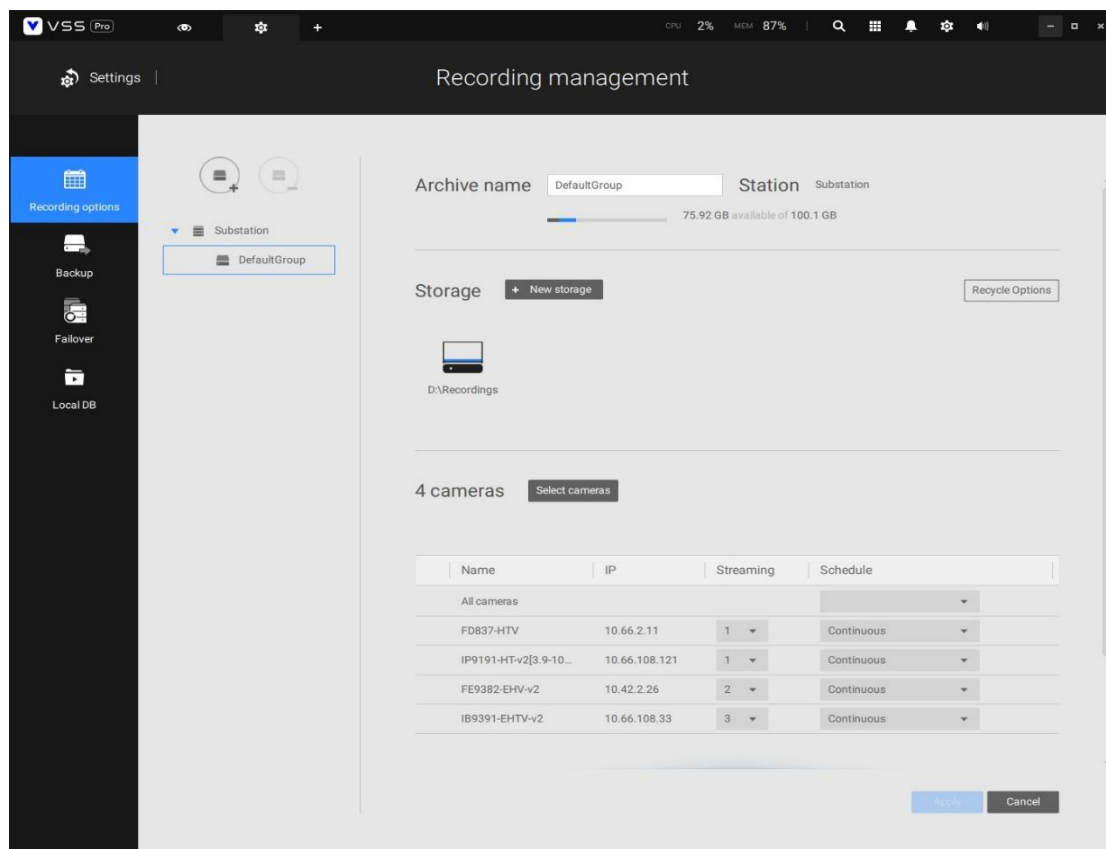 VSS Pro CPU 2% MEM 87%
Settings
Recording management
Recording options
Backup
Failover
Local DB
Substation
DefaultGroup
Archive name DefaultGroup Station Substation
75.92 GB available of 100.1 GB
Storage + New storage Recycle Options
D:\Recordings
4 cameras Select cameras
Name IP Streaming Schedule
All cameras
FD837-HTV 10.66.2.11 1 Continuous
IP9191-HT-v2[3.9-10... 10.66.108.121 1 Continuous
FE9382-EHV-v2 10.42.2.26 2 Continuous
IB9391-EHTV-v2 10.66.108.33 3 Continuous
Apply Cancel